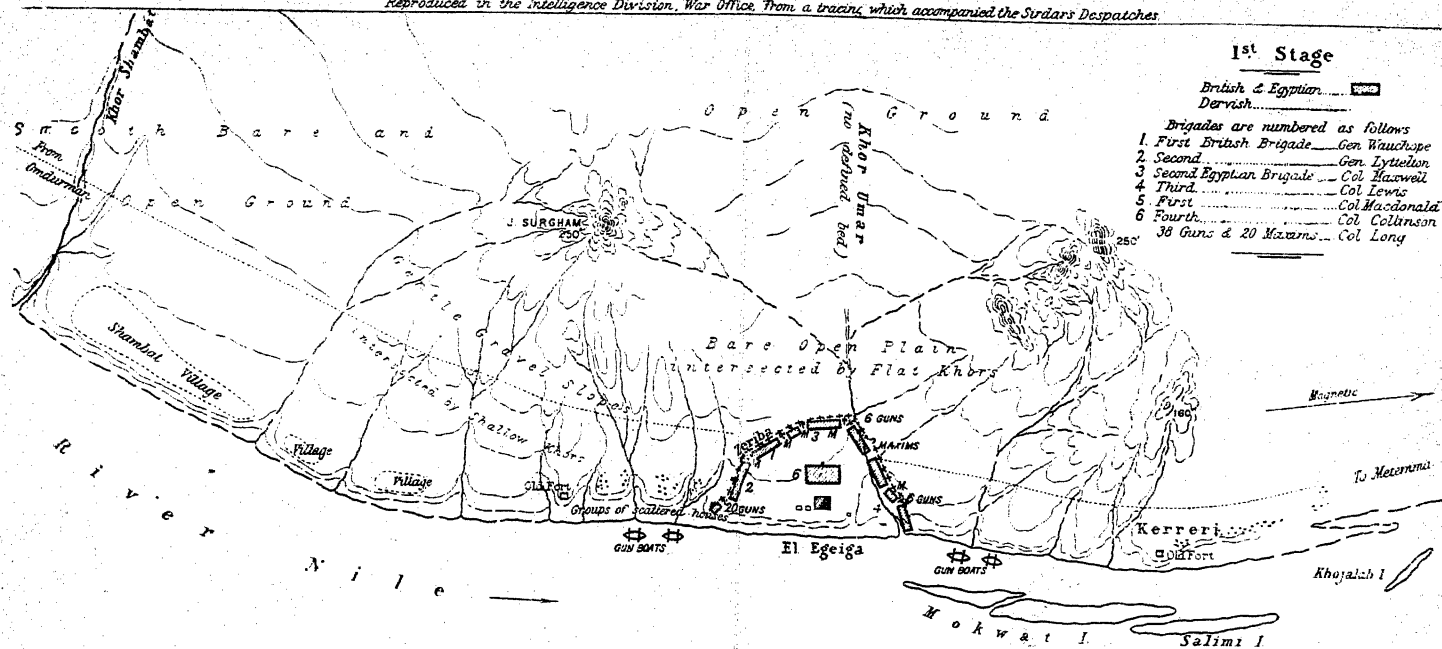 Reproduced in the Intelligence Division, War Office, from a tracing which accompanied the Sirdar's Despatches.
1st. Stage
British & Egyptian
Dervish
Brigades are numbered as follows
1. First British Brigade Gen Wauchope
2. Second Gen. Lyttelton
3 Second Egyptian Brigade Col Maxwell
4 Third Col Lewis
5 First Col Macdonald
6 Fourth Col Collinson
38 Guns & 20 Maxims Col Long
Khor Shambat
Smooth Bare and
Open Ground
From
Omdurman
Open Ground
Khor Umar
(no defined bed)
J. SURGHAM
250'
250'
160'
Gentle Gravel Slopes
intersected by Shallow Khors
Bare Open Plain
intersected by Flat Khors
Magnetic
To Metemma
Shambat
Village
Village
Village
Old Fort
Groups of scattered houses
Zeriba
M
M
3
M
6 GUNS
MAXIMS
1
2
6
20 GUNS
M
6 GUNS
4
GUN BOATS
El Egeiga
GUN BOATS
Kerreri
Old Fort
River Nile
Mokwat I.
Salimi I.
Khojalab I